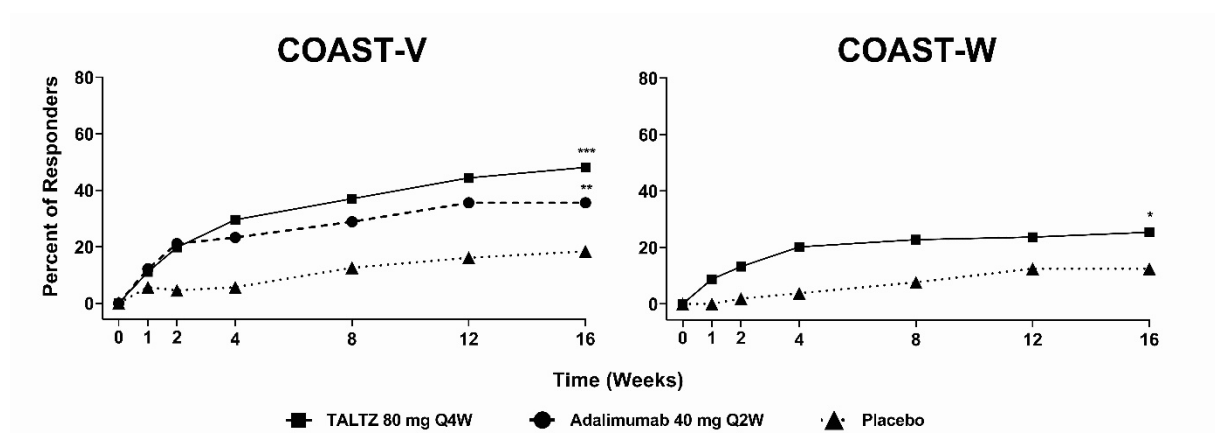 COAST-V
COAST-W
Percent of Responders
80
60
40
20
0
***
**
0 1 2 4 8 12 16
80
60
40
20
0
*
0 1 2 4 8 12 16
Time (Weeks)
TALTZ 80 mg Q4W Adalimumab 40 mg Q2W Placebo